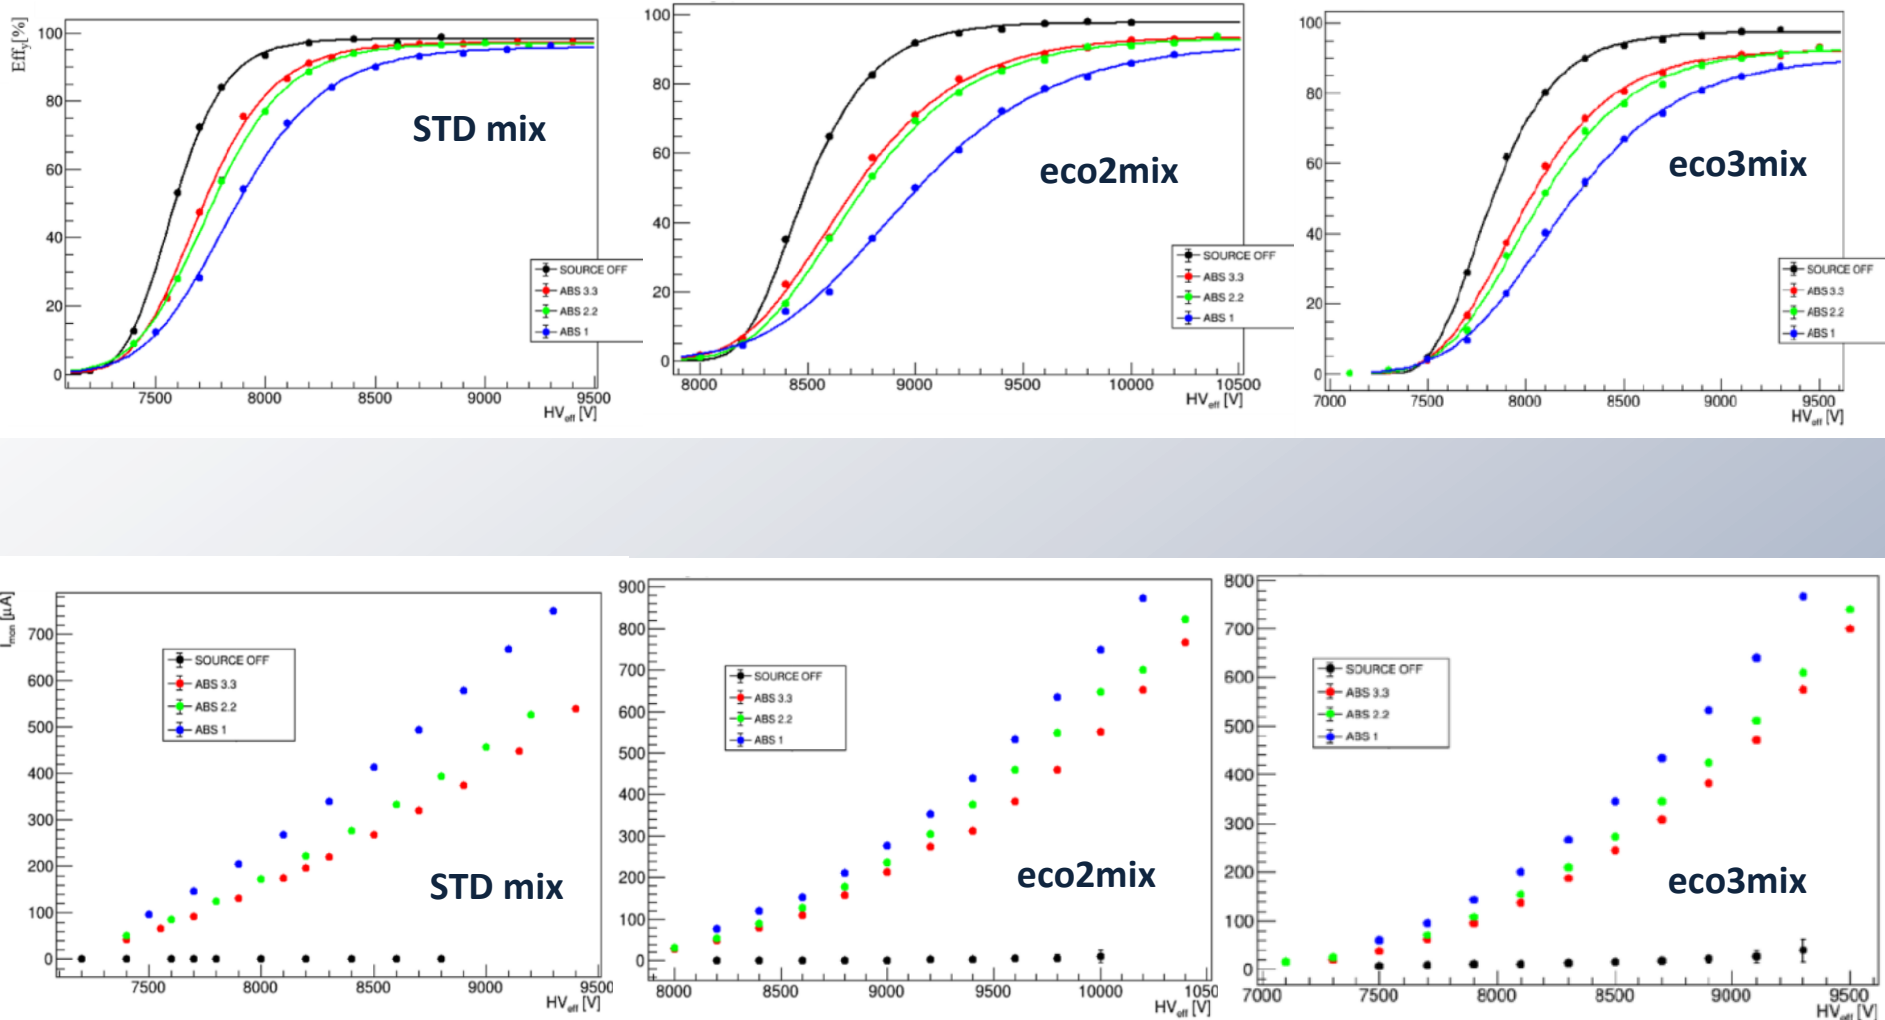 Eff_y[%]
100
80
60
40
20
0
STD mix
SOURCE OFF
ABS 3.3
ABS 2.2
ABS 1
7500 8000 8500 9000 9500
HV_eff [V]
100
80
60
40
20
0
eco2mix
SOURCE OFF
ABS 3.3
ABS 2.2
ABS 1
8000 8500 9000 9500 10000 10500
HV_eff [V]
100
80
60
40
20
0
eco3mix
SOURCE OFF
ABS 3.3
ABS 2.2
ABS 1
7000 7500 8000 8500 9000 9500
HV_eff [V]
I_mon [μA]
700
600
500
400
300
200
100
0
SOURCE OFF
ABS 3.3
ABS 2.2
ABS 1
STD mix
7500 8000 8500 9000 9500
HV_eff [V]
900
800
700
600
500
400
300
200
100
0
SOURCE OFF
ABS 3.3
ABS 2.2
ABS 1
eco2mix
8000 8500 9000 9500 10000 1050
HV_eff [V]
800
700
600
500
400
300
200
100
0
SOURCE OFF
ABS 3.3
ABS 2.2
ABS 1
eco3mix
7000 7500 8000 8500 9000 9500
HV_eff [V]